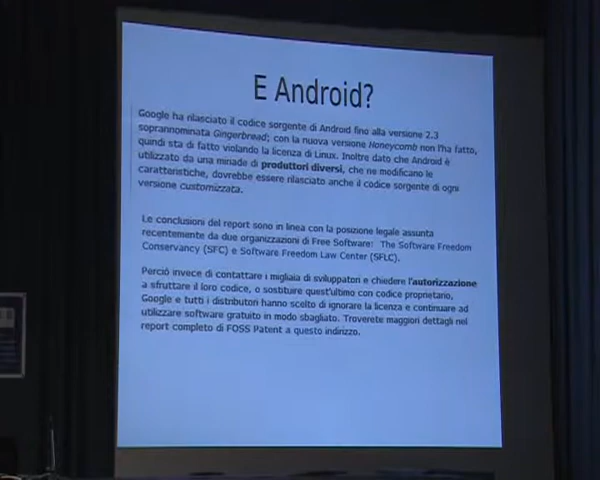 E Android?
Google ha rilasciato il codice sorgente di Android fino alla versione 2.3
soprannominata Gingerbread; con la nuova versione Honeycomb non l'ha fatto,
quindi sta di fatto violando la licenza di Linux. Inoltre dato che Android è
utilizzato da una miriade di produttori diversi, che ne modificano le
caratteristiche, dovrebbe essere rilasciato anche il codice sorgente di ogni
versione customizzata.
Le conclusioni del report sono in linea con la posizione legale assunta
recentemente da due organizzazioni di Free Software: The Software Freedom
Conservancy (SFC) e Software Freedom Law Center (SFLC).
Perciò invece di contattare i migliaia di sviluppatori e chiedere l'autorizzazione
a sfruttare il loro codice, o sostituire quest'ultimo con codice proprietario,
Google e tutti i distributori hanno scelto di ignorare la licenza e continuare ad
utilizzare software gratuito in modo sbagliato. Troverete maggiori dettagli nel
report completo di FOSS Patent a questo indirizzo.